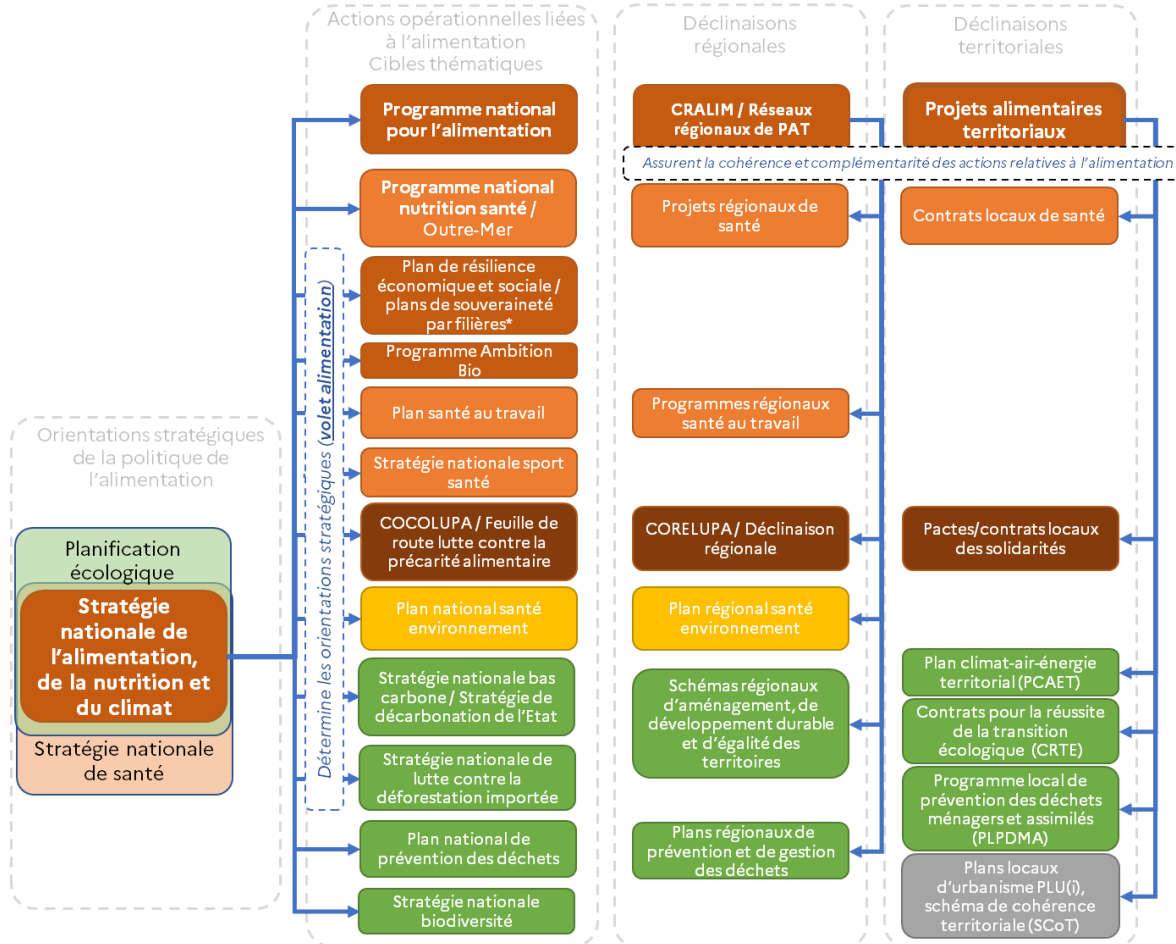 Actions opérationnelles liées
à l'alimentation
Cibles thématiques
Déclinaisons
régionales
Déclinaisons
territoriales
Programme national
pour l'alimentation
CRALIM / Réseaux
régionaux de PAT
Projets alimentaires
territoriaux
Assurent la cohérence et complémentarité des actions relatives à l'alimentation
Programme national
nutrition santé /
Outre-Mer
Projets régionaux de
santé
Contrats locaux de santé
Plan de résilience
économique et sociale /
plans de souveraineté
par filières*
Programme Ambition
Bio
Plan santé au travail
Programmes régionaux
santé au travail
Stratégie nationale sport
santé
COCOLUPA / Feuille de
route lutte contre la
précarité alimentaire
CORELUPA / Déclinaison
régionale
Pactes/contrats locaux
des solidarités
Plan national santé
environnement
Plan régional santé
environnement
Stratégie nationale bas
carbone / Stratégie de
décarbonation de l'Etat
Schémas régionaux
d'aménagement, de
développement durable
et d'égalité des
territoires
Plan climat-air-énergie
territorial (PCAET)
Contrats pour la réussite
de la transition
écologique (CRTE)
Stratégie nationale de
lutte contre la
déforestation importée
Programme local de
prévention des déchets
ménagers et assimilés
(PLPDMA)
Plan national de
prévention des déchets
Plans régionaux de
prévention et de gestion
des déchets
Plans locaux
d'urbanisme PLU(i),
schéma de cohérence
territoriale (SCoT)
Stratégie nationale
biodiversité
Détermine les orientation stratégiques (volet alimentation)
Orientations stratégiques
de la politique de
l'alimentation
Planification
écologique
Stratégie
nationale de
l'alimentation,
de la nutrition et
du climat
Stratégie nationale
de santé